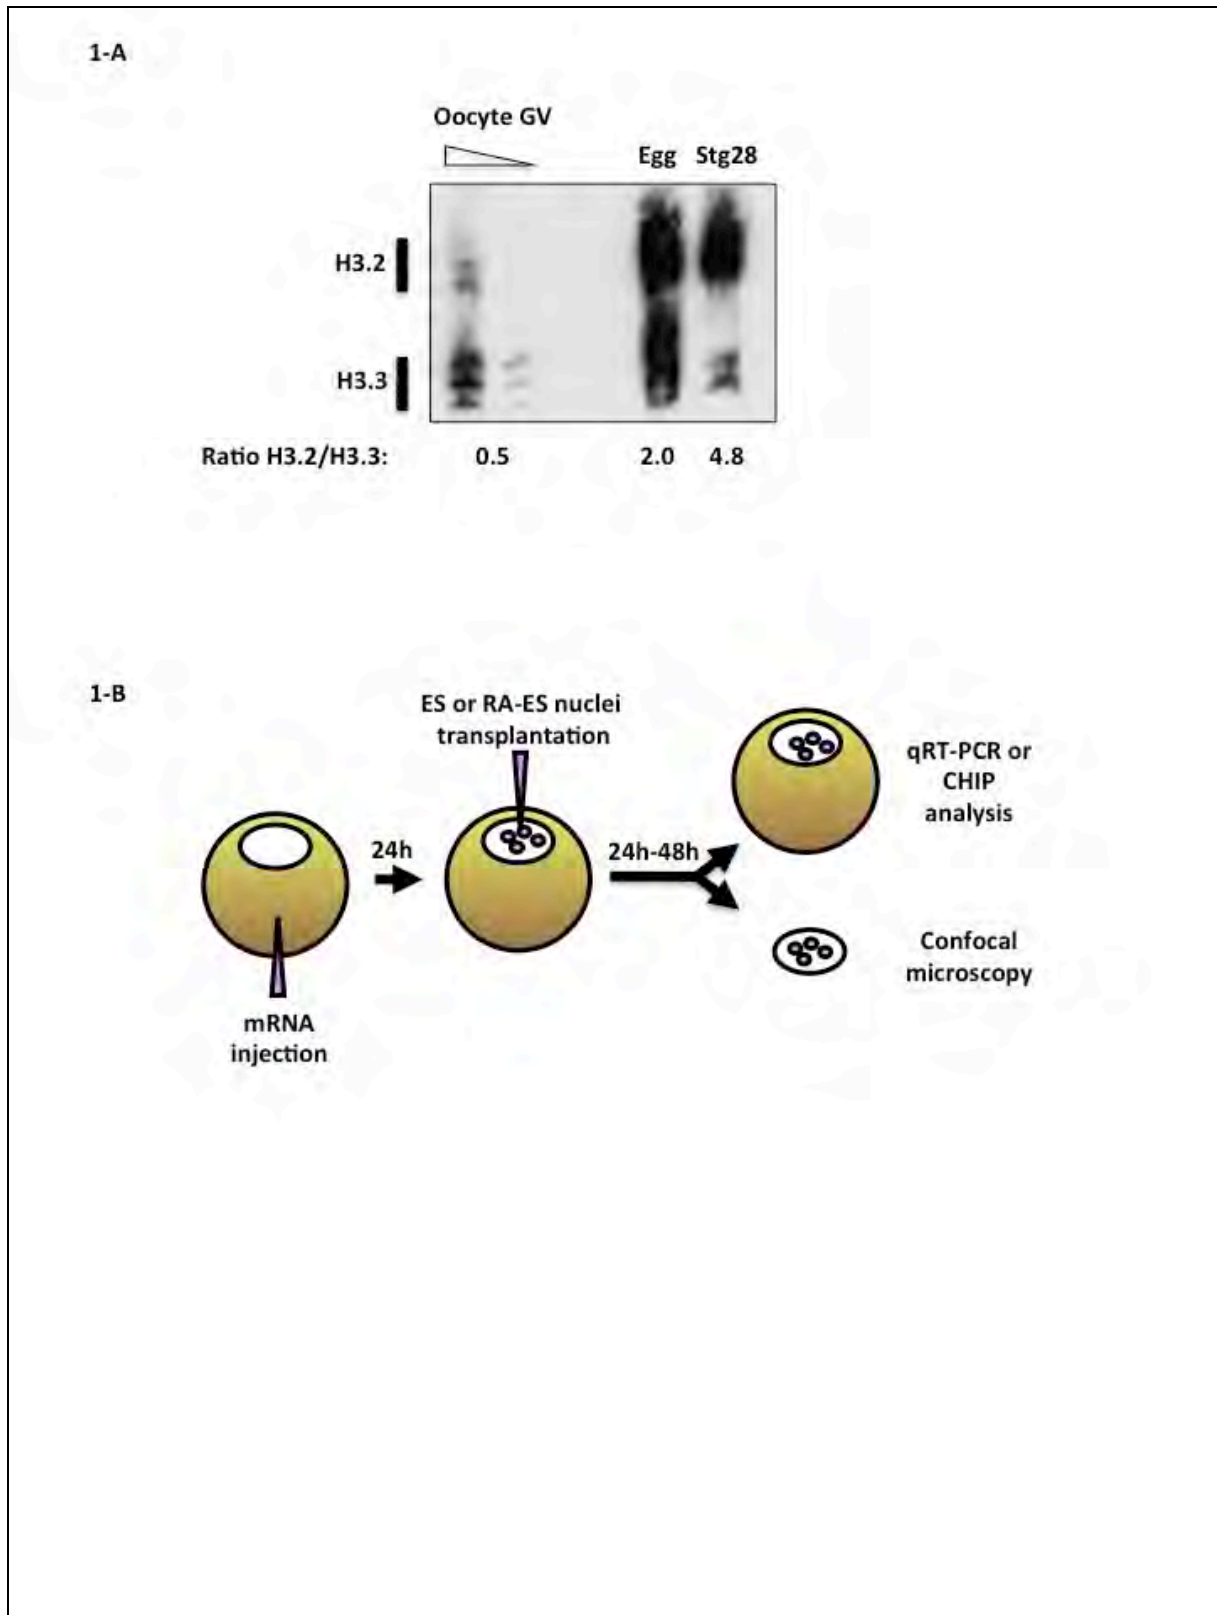 1-A
Oocyte GV
Egg Stg28
H3.2
H3.3
Ratio H3.2/H3.3: 0.5 2.0 4.8
1-B
ES or RA-ES nuclei
transplantation
qRT-PCR or
CHIP
analysis
24h
24h-48h
Confocal
microscopy
mRNA
injection